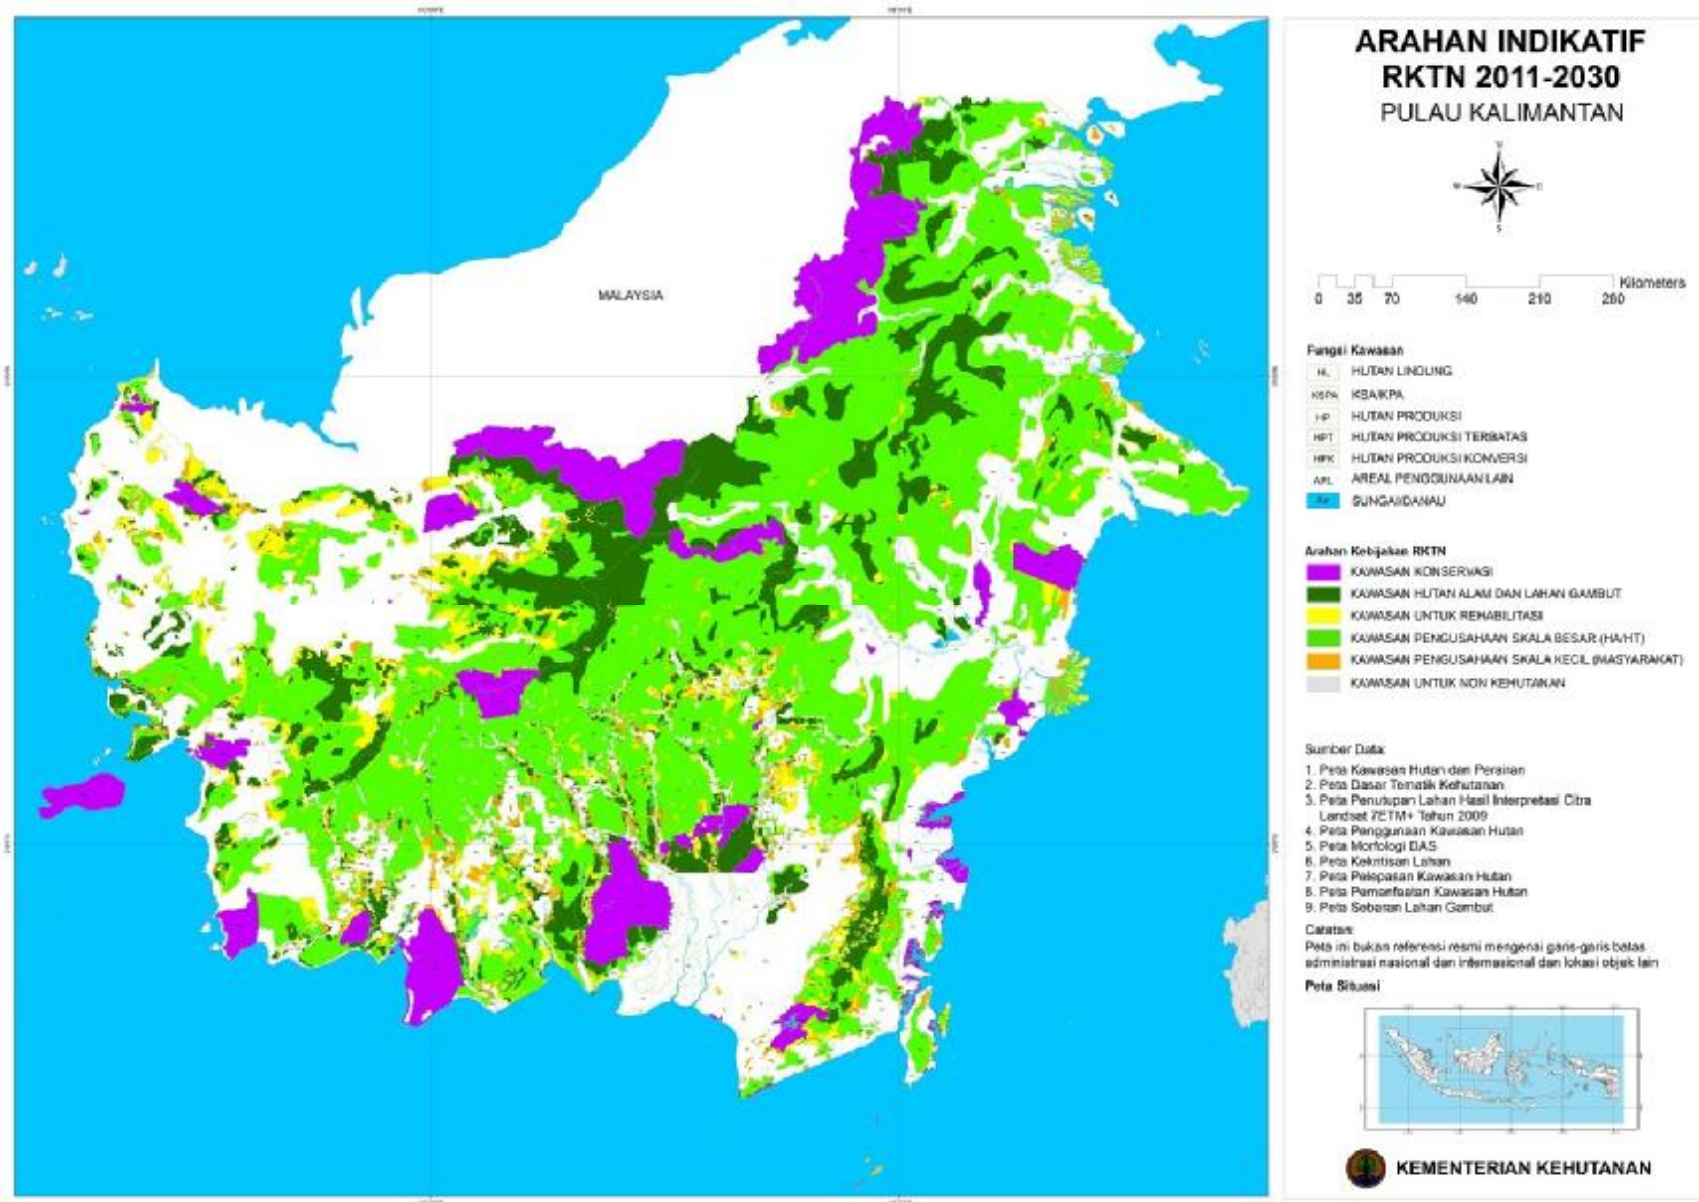 ARAHAN INDIKATIF
RKTN 2011-2030
PULAU KALIMANTAN
Kilometers
0 35 70 140 210 280
MALAYSIA
Fungsi Kawasan
HL HUTAN LINDUNG
KSPA KSA/KPA
HP HUTAN PRODUKSI
HPT HUTAN PRODUKSI TERBATAS
HPK HUTAN PRODUKSI KONVERSI
APL AREAL PENGGUNAAN LAIN
SUNGAI/DANAU
Arahan Kebijakan RKTN
KAWASAN KONSERVASI
KAWASAN HUTAN ALAM DAN LAHAN GAMBUT
KAWASAN UNTUK REHABILITASI
KAWASAN PENGUSAHAAN SKALA BESAR (HA/HT)
KAWASAN PENGUSAHAAN SKALA KECIL (MASYARAKAT)
KAWASAN UNTUK NON KEHUTANAN
Sumber Data:
1. Peta Kawasan Hutan dan Perairan
2. Peta Dasar Tematik Kehutanan
3. Peta Penutupan Lahan Hasil Interpretasi Citra
Landsat 7ETM+ Tahun 2009
4. Peta Penggunaan Kawasan Hutan
5. Peta Morfologi DAS
6. Peta Kekritisan Lahan
7. Peta Pelepasan Kawasan Hutan
8. Peta Pemanfaatan Kawasan Hutan
9. Peta Sebaran Lahan Gambut
Catatan:
Peta ini bukan referensi resmi mengenai garis-garis batas
administrasi nasional dan internasional dan lokasi objek lain
Peta Situasi
KEMENTERIAN KEHUTANAN